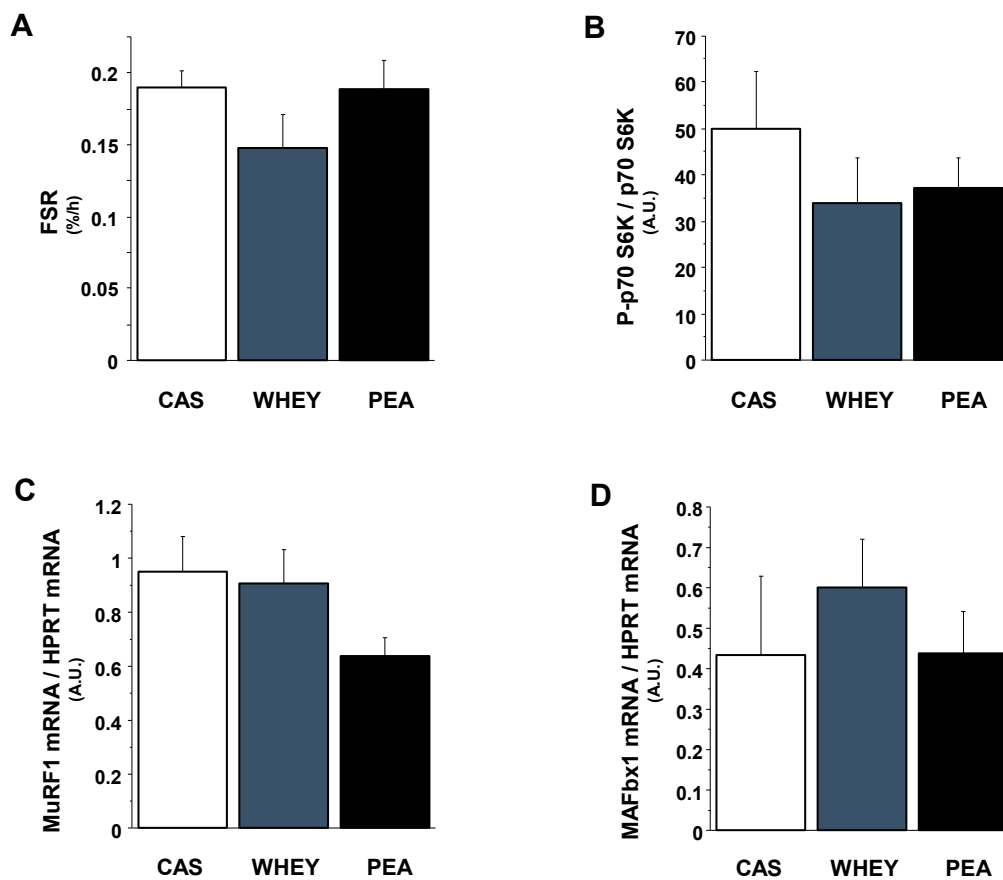 A
FSR
(%/h)
0.2
0.15
0.1
0.05
0
CAS WHEY PEA
B
P-p70 S6K / p70 S6K
(A.U.)
70
60
50
40
30
20
10
0
CAS WHEY PEA
C
MuRF1 mRNA / HPRT mRNA
(A.U.)
1.2
1
0.8
0.6
0.4
0.2
0
CAS WHEY PEA
D
MAFbx1 mRNA / HPRT mRNA
(A.U.)
0.8
0.7
0.6
0.5
0.4
0.3
0.2
0.1
0
CAS WHEY PEA